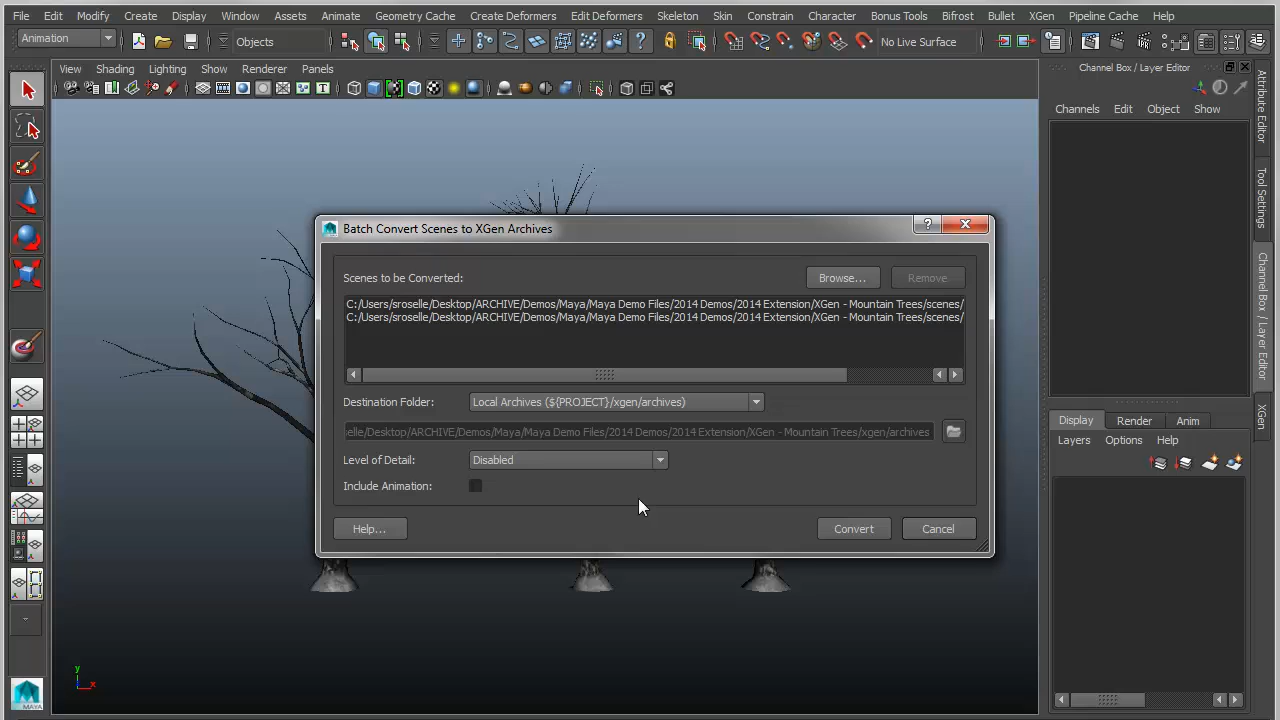 File Edit Modify Create Display Window Assets Animate Geometry Cache Create Deformers Edit Deformers Skeleton Skin Constrain Character Bonus Tools Bifrost Bullet XGen Pipeline Cache Help
Animation Objects No Live Surface
View Shading Lighting Show Renderer Panels
Channel Box / Layer Editor
Channels Edit Object Show
Attribute Editor
Tool Settings
Channel Box / Layer Editor
XGen
Batch Convert Scenes to XGen Archives
Scenes to be Converted: Browse... Remove
C:/Users/sroselle/Desktop/ARCHIVE/Demos/Maya/Maya Demo Files/2014 Demos/2014 Extension/XGen - Mountain Trees/scenes/
C:/Users/sroselle/Desktop/ARCHIVE/Demos/Maya/Maya Demo Files/2014 Demos/2014 Extension/XGen - Mountain Trees/scenes/
Destination Folder: Local Archives (${PROJECT}/xgen/archives)
elle/Desktop/ARCHIVE/Demos/Maya/Maya Demo Files/2014 Demos/2014 Extension/XGen - Mountain Trees/xgen/archives
Level of Detail: Disabled
Include Animation:
Help... Convert Cancel
Display Render Anim
Layers Options Help
y
x
MAYA